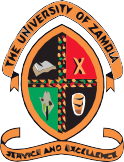 THE UNIVERSITY OF ZAMBIA
SERVICE AND EXCELLENCE